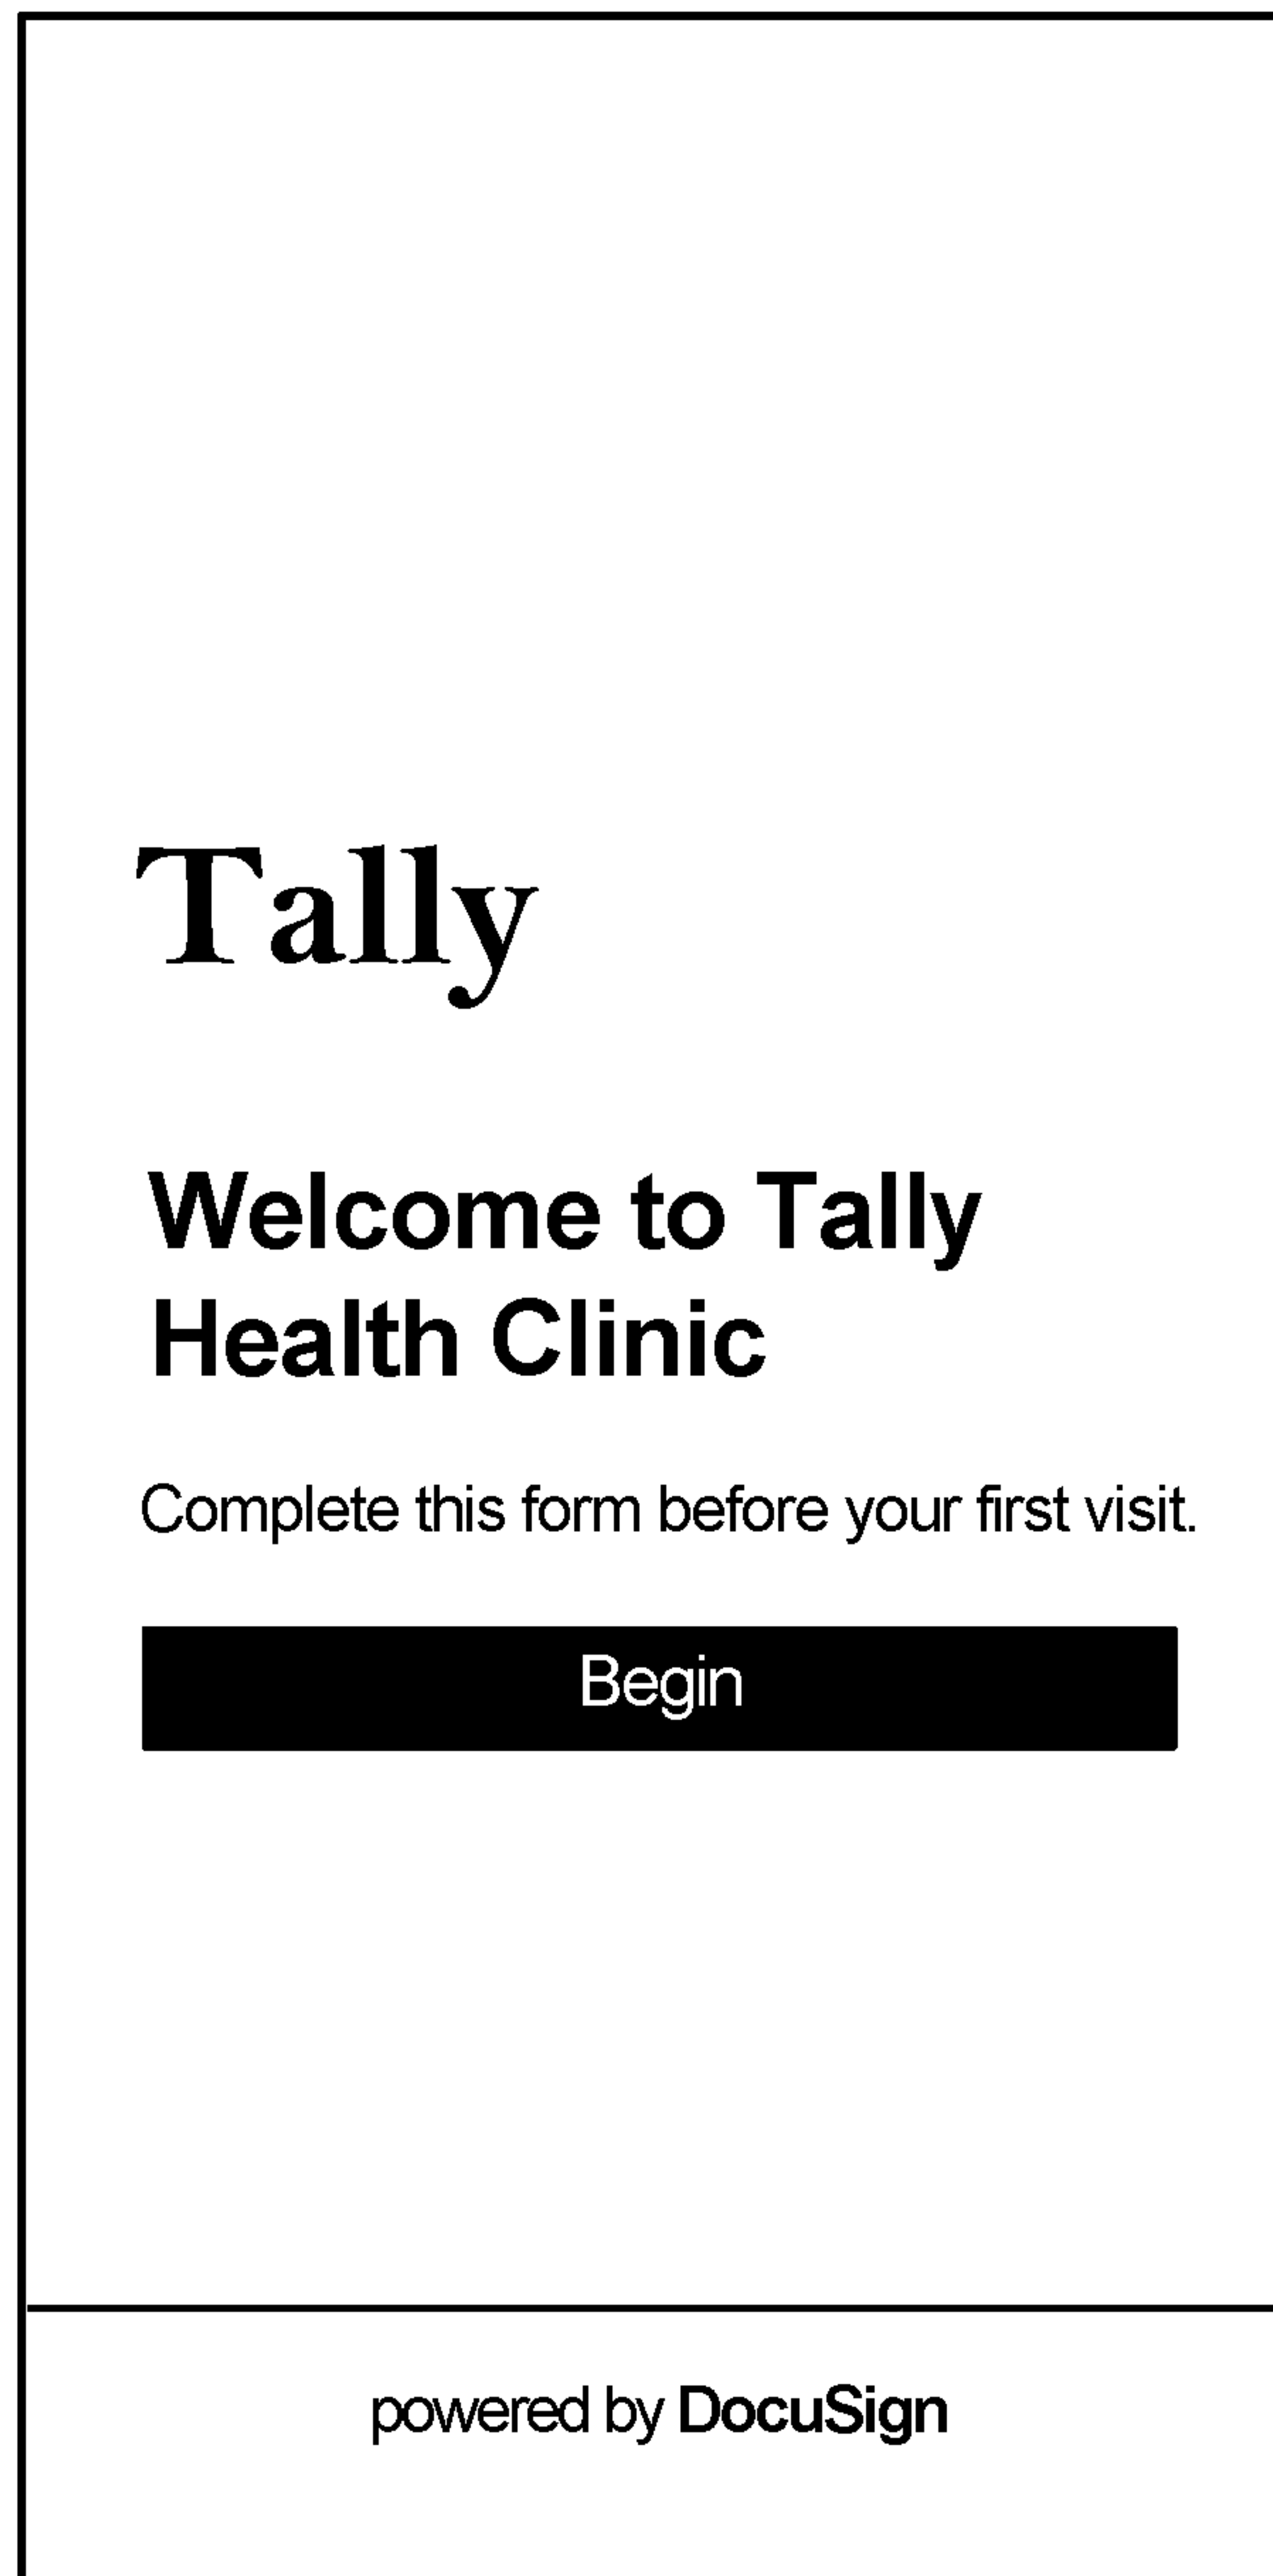 Tally
Welcome to Tally
Health Clinic
Complete this form before your first visit.
Begin
powered by DocuSign